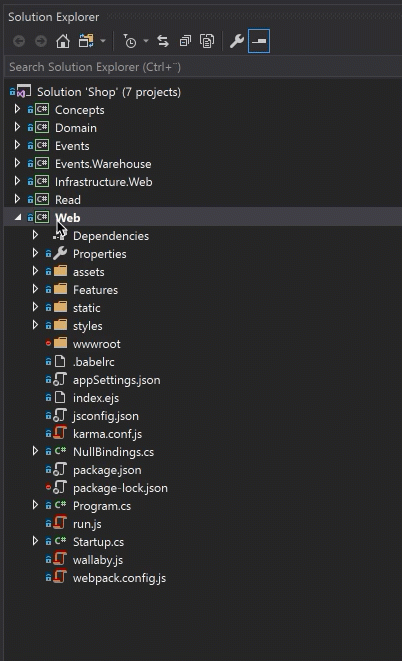 Solution Explorer
Search Solution Explorer (Ctrl+¨)
Solution 'Shop' (7 projects)
C# Concepts
C# Domain
C# Events
C# Events.Warehouse
C# Infrastructure.Web
C# Read
C# Web
Dependencies
Properties
assets
Features
static
styles
wwwroot
.babelrc
appSettings.json
index.ejs
jsconfig.json
karma.conf.js
C# NullBindings.cs
package.json
package-lock.json
C# Program.cs
run.js
C# Startup.cs
wallaby.js
webpack.config.js